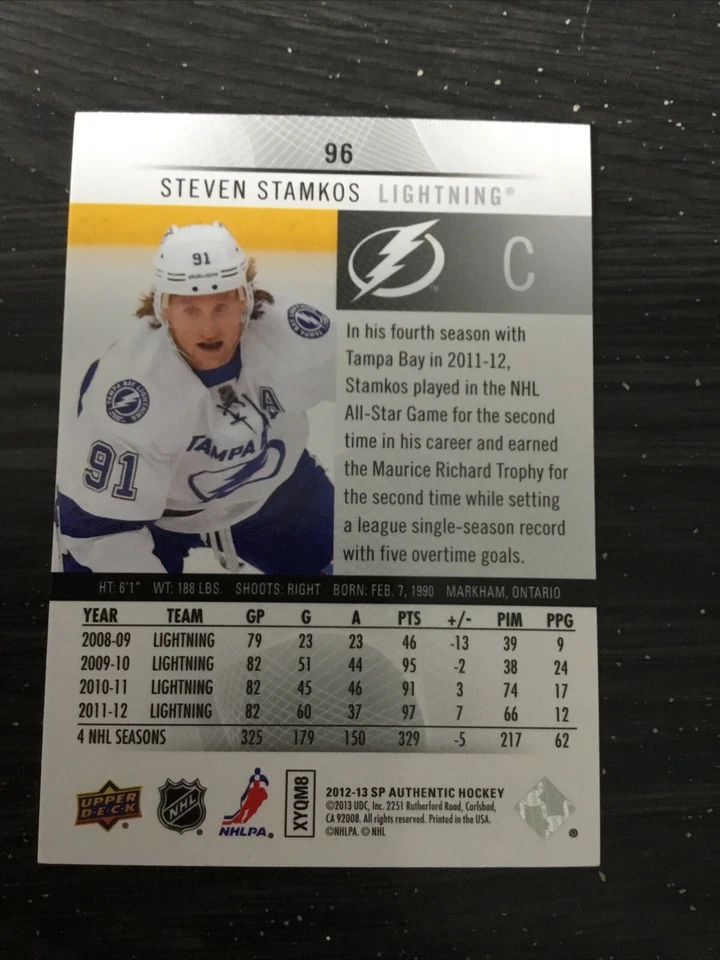 96
STEVEN STAMKOS LIGHTNING®
C
91
BAUER
TAMPA BAY LIGHTNING
A
91
TAMPA
In his fourth season with
Tampa Bay in 2011-12,
Stamkos played in the NHL
All-Star Game for the second
time in his career and earned
the Maurice Richard Trophy for
the second time while setting
a league single-season record
with five overtime goals.
HT: 6'1" WT: 188 LBS. SHOOTS: RIGHT BORN: FEB. 7, 1990 MARKHAM, ONTARIO
YEAR TEAM GP G A PTS +/- PIM PPG
2008-09 LIGHTNING 79 23 23 46 -13 39 9
2009-10 LIGHTNING 82 51 44 95 -2 38 24
2010-11 LIGHTNING 82 45 46 91 3 74 17
2011-12 LIGHTNING 82 60 37 97 7 66 12
4 NHL SEASONS 325 179 150 329 -5 217 62
UPPER
DECK
NHL
NHLPA
XYQM8
2012-13 SP AUTHENTIC HOCKEY
©2013 UDC, Inc. 2251 Rutherford Road, Carlsbad,
CA 92008. All rights reserved. Printed in the USA.
©NHLPA. © NHL